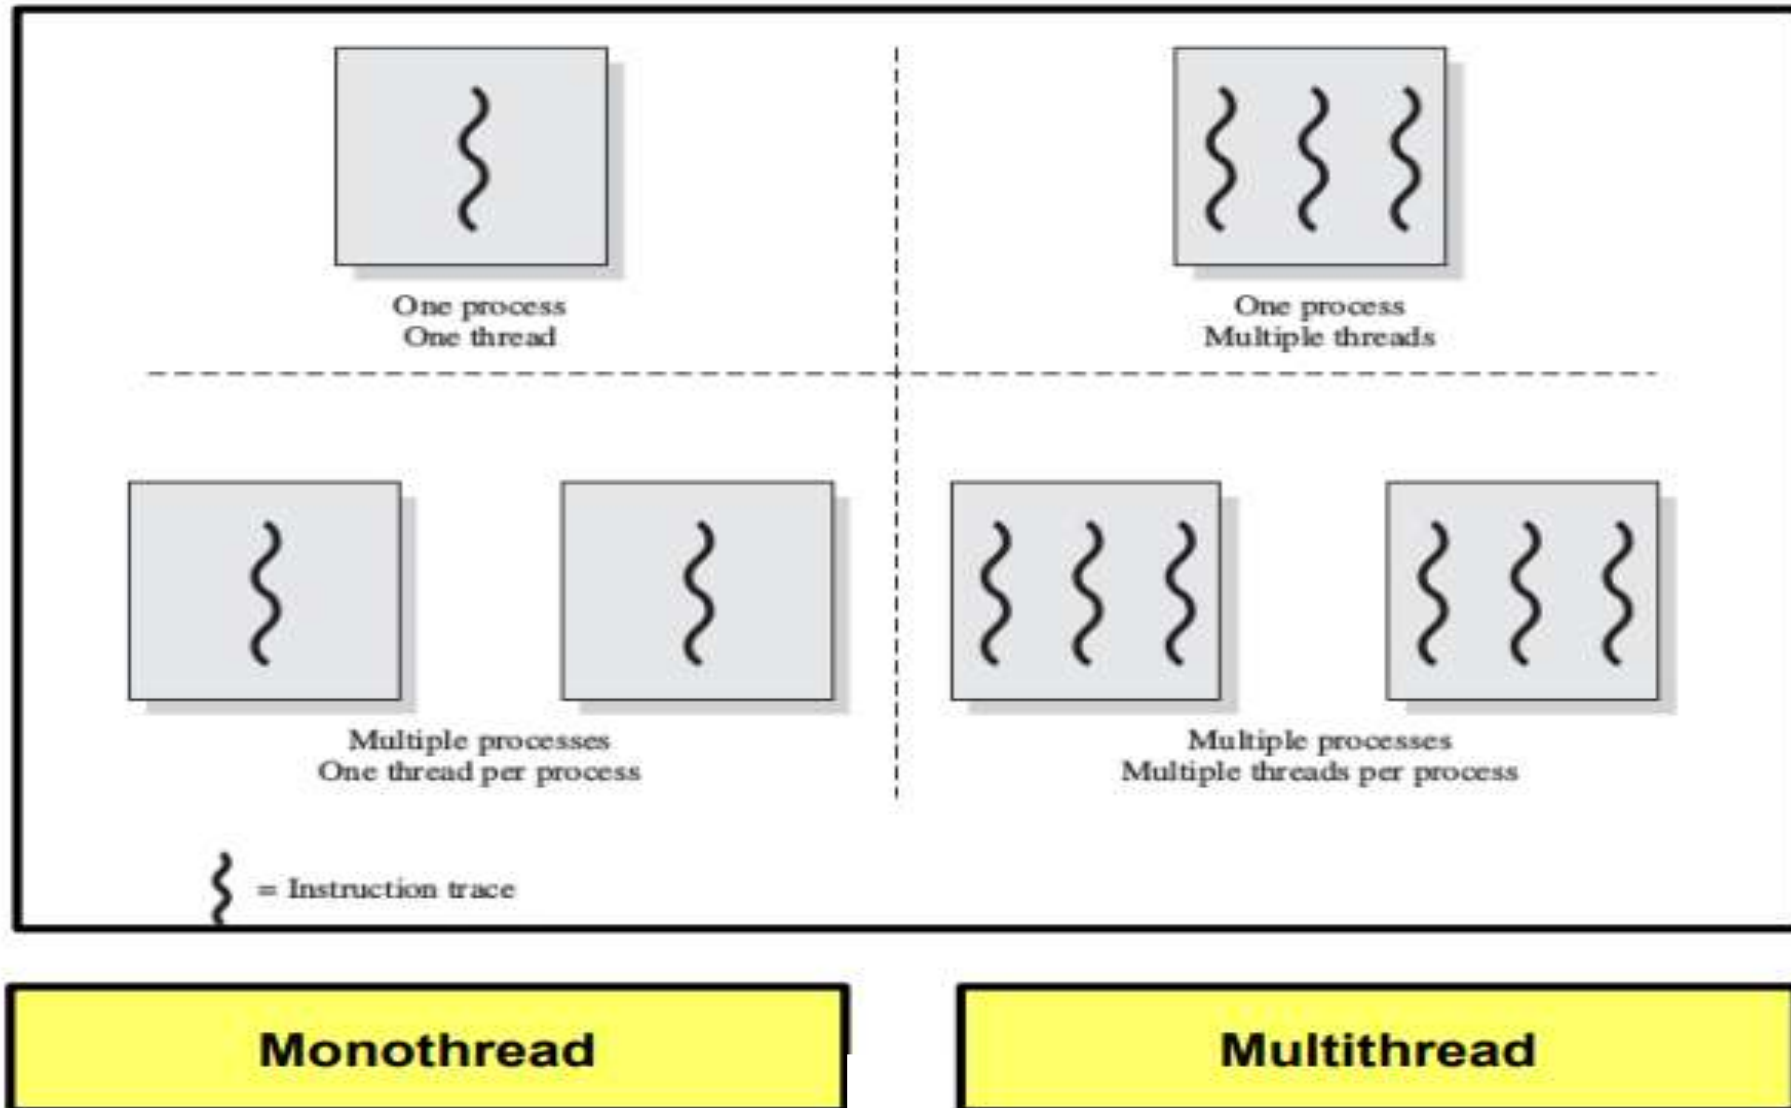 One process
One thread
One process
Multiple threads
Multiple processes
One thread per process
Multiple processes
Multiple threads per process
= Instruction trace
Monothread
Multithread